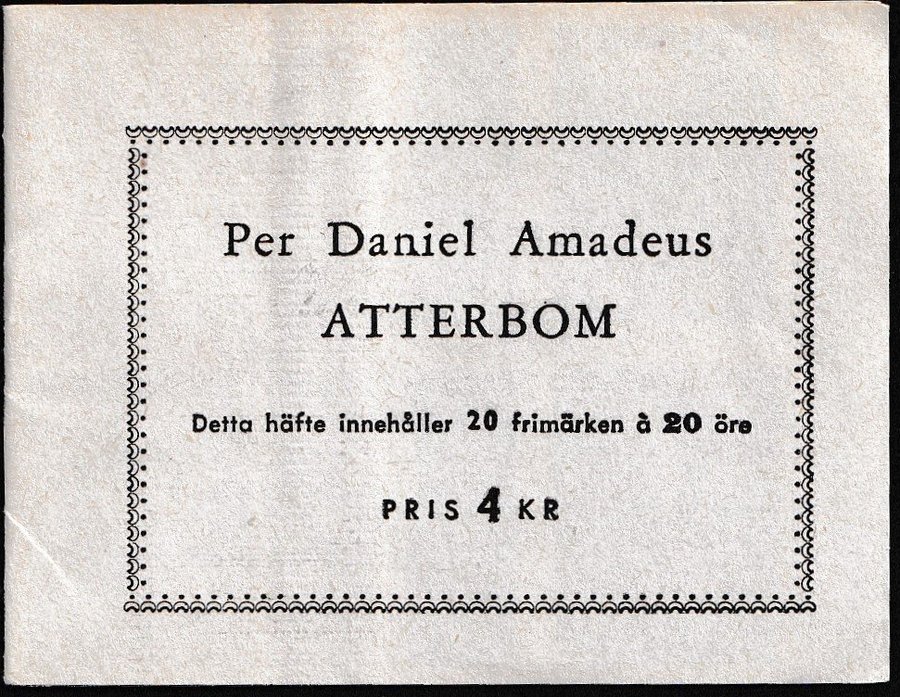 Per Daniel Amadeus
ATTERBOM
Detta häfte innehåller 20 frimärken à 20 öre
PRIS 4 KR